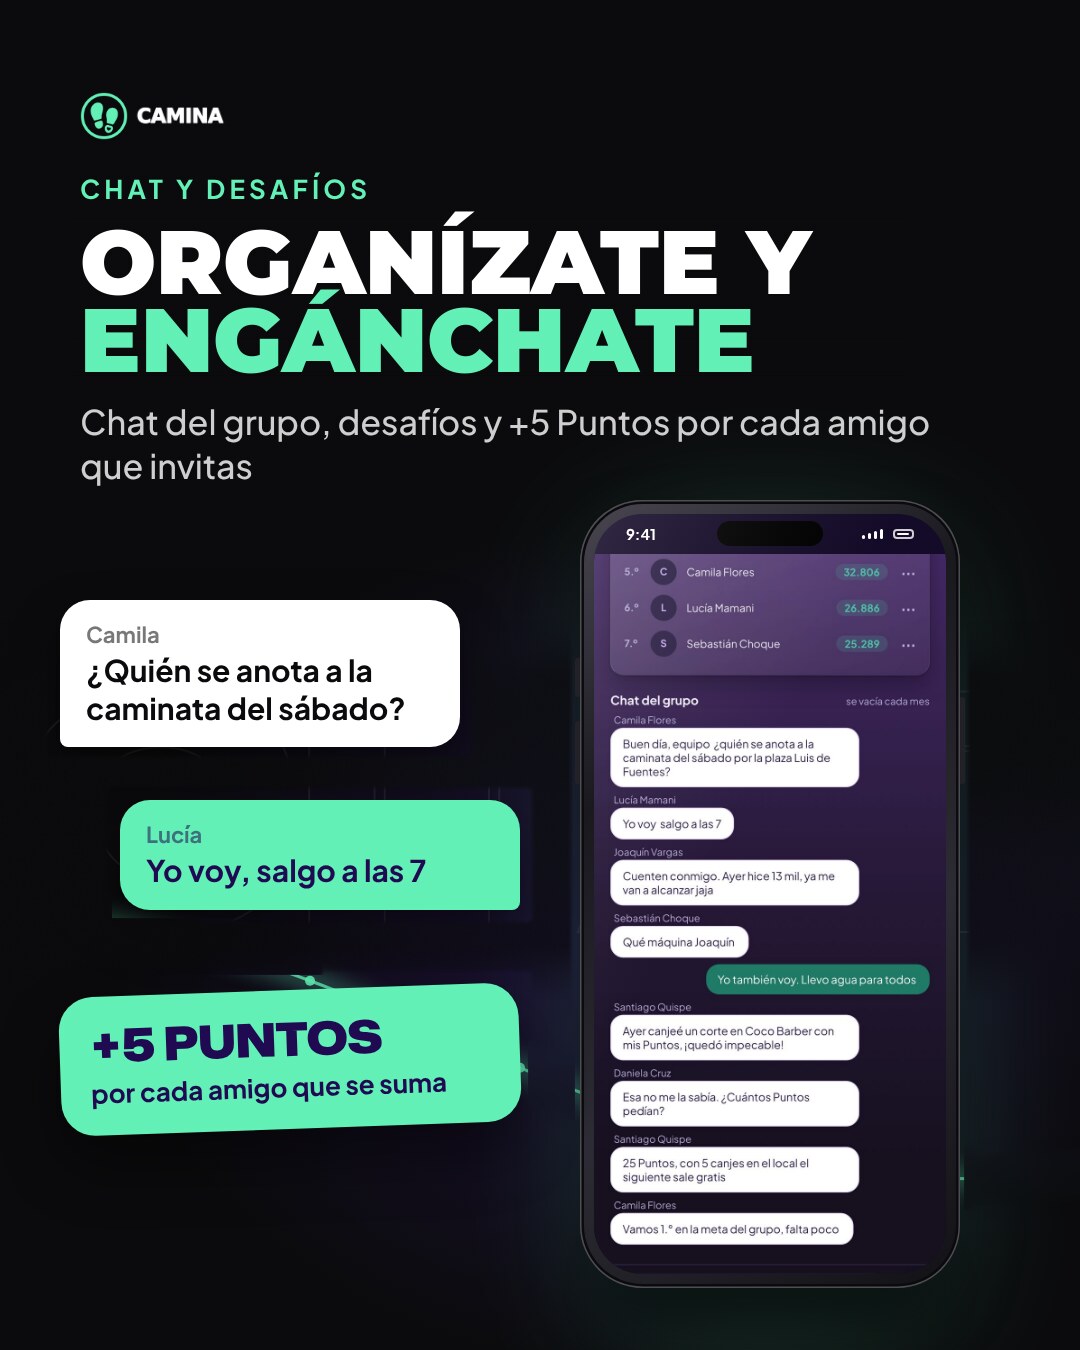 CAMINA
CHAT Y DESAFÍOS
ORGANÍZATE Y
ENGÁNCHATE
Chat del grupo, desafíos y +5 Puntos por cada amigo
que invitas
Camila
¿Quién se anota a la
caminata del sábado?
Lucía
Yo voy, salgo a las 7
+5 PUNTOS
por cada amigo que se suma
9:41
5.º C Camila Flores 32.806
6.º L Lucía Mamani 26.886
7.º S Sebastián Choque 25.289
Chat del grupo se vacía cada mes
Camila Flores
Buen día, equipo ¿quién se anota a la
caminata del sábado por la plaza Luis de
Fuentes?
Lucía Mamani
Yo voy salgo a las 7
Joaquín Vargas
Cuenten conmigo. Ayer hice 13 mil, ya me
van a alcanzar jaja
Sebastián Choque
Qué máquina Joaquín
Yo también voy. Llevo agua para todos
Santiago Quispe
Ayer canjeé un corte en Coco Barber con
mis Puntos, ¡quedó impecable!
Daniela Cruz
Esa no me la sabía. ¿Cuántos Puntos
pedían?
Santiago Quispe
25 Puntos, con 5 canjes en el local el
siguiente sale gratis
Camila Flores
Vamos 1.º en la meta del grupo, falta poco